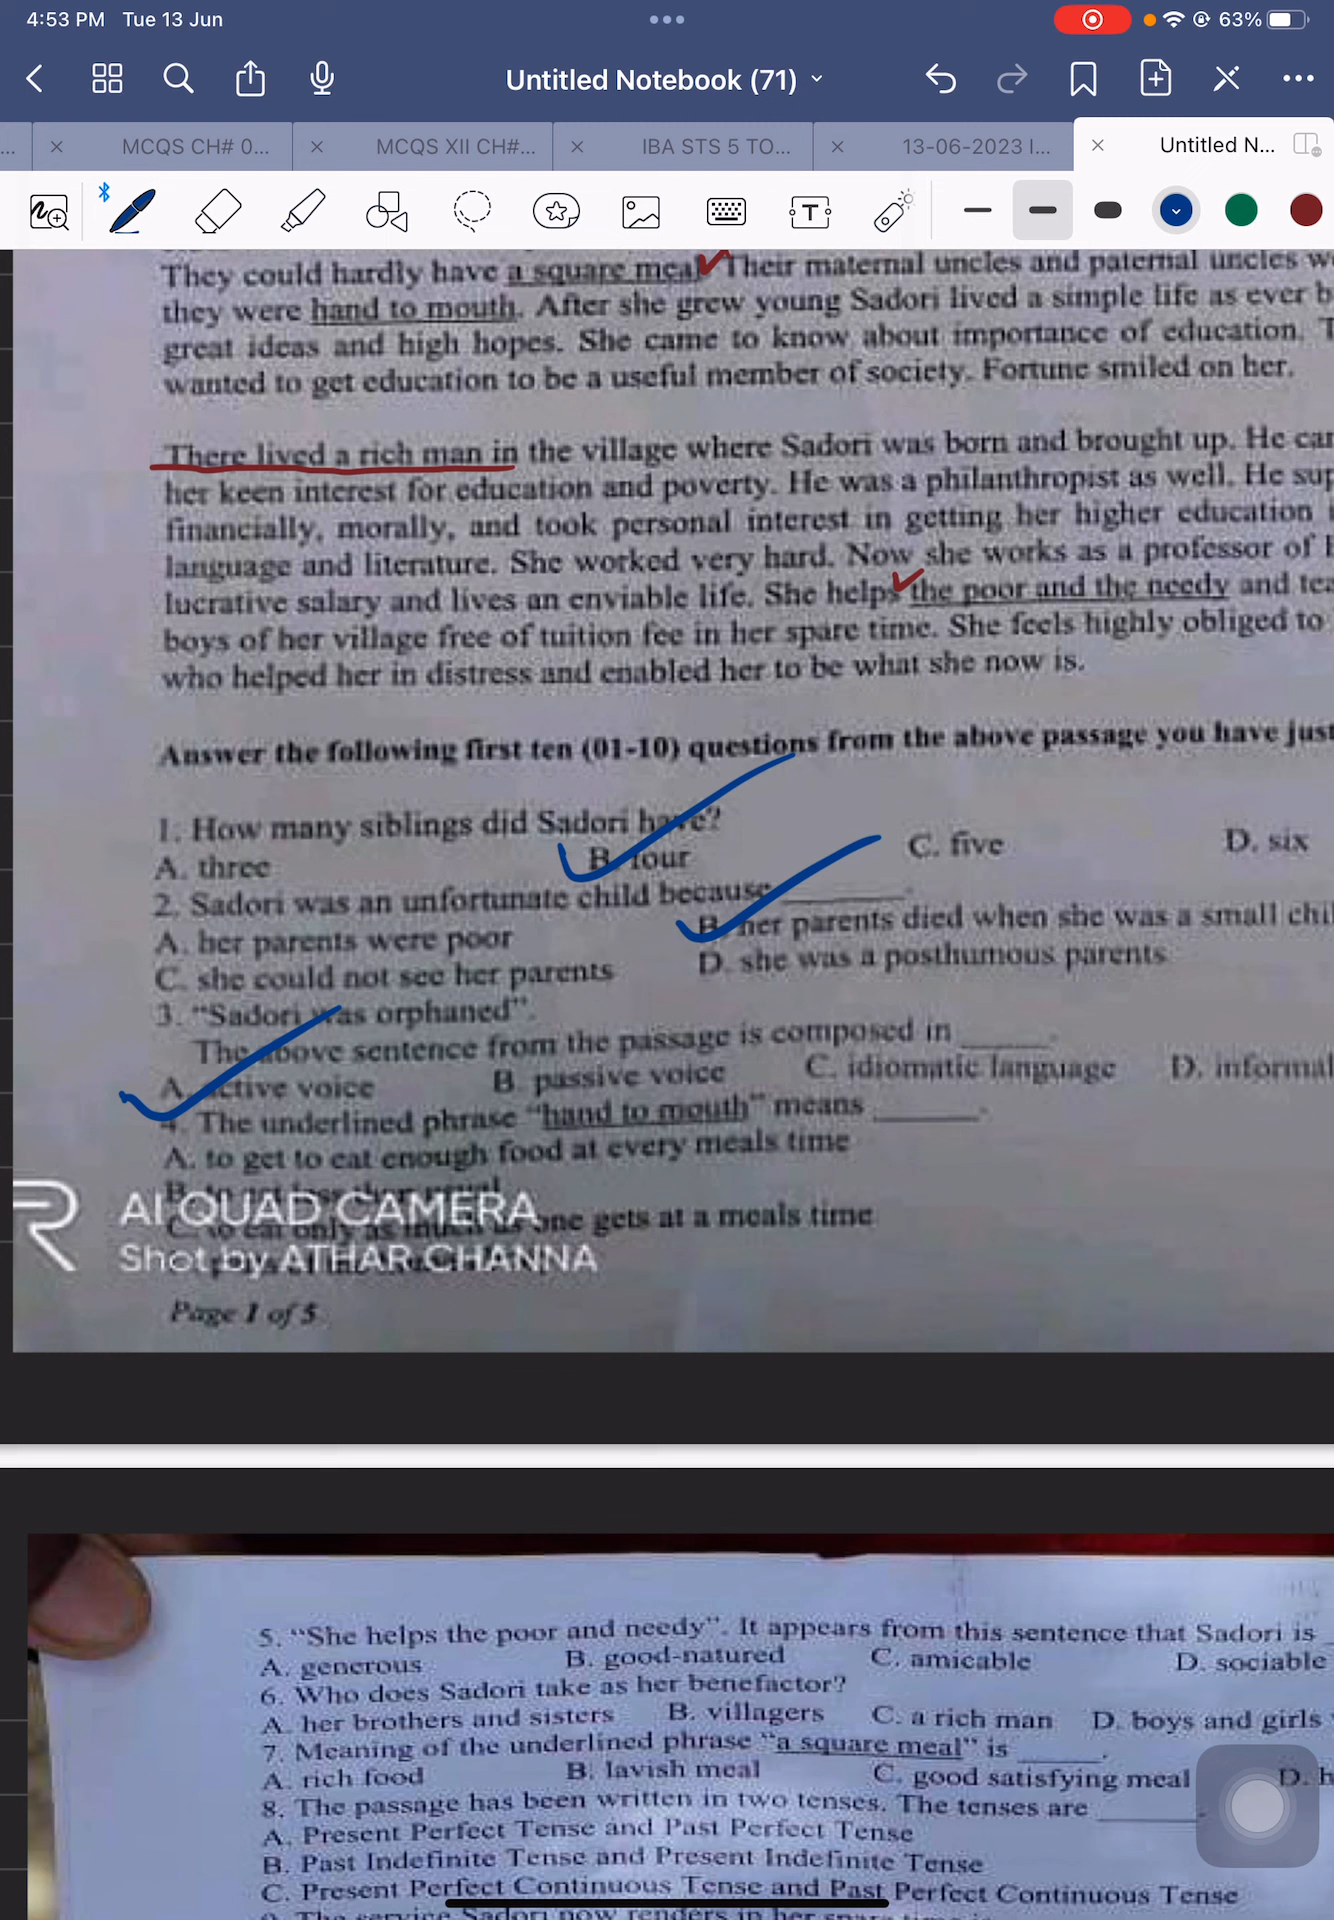 4:53 PM Tue 13 Jun
63%
Untitled Notebook (71)
MCQS CH# 0...
MCQS XII CH#...
IBA STS 5 TO...
13-06-2023 I...
Untitled N...
They could hardly have a square meal Their maternal uncles and paternal uncles
they were hand to mouth. After she grew young Sadori lived a simple life as ever
great ideas and high hopes. She came to know about importance of education.
wanted to get education to be a useful member of society. Fortune smiled on her.
There lived a rich man in the village where Sadori was born and brought up. He
her keen interest for education and poverty. He was a philanthropist as well. He
financially, morally, and took personal interest in getting her higher education
language and literature. She worked very hard. Now she works as a professor of
lucrative salary and lives an enviable life. She helps the poor and the needy and
boys of her village free of tuition fee in her spare time. She feels highly obliged to
who helped her in distress and enabled her to be what she now is.
Answer the following first ten (01-10) questions from the above passage you have just
1. How many siblings did Sadori have?
A. three B. four C. five D. six
2. Sadori was an unfortunate child because ______.
A. her parents were poor B. her parents died when she was a small
C. she could not see her parents D. she was a posthumous parents
3. "Sadori was orphaned".
The above sentence from the passage is composed in ______.
A. active voice B. passive voice C. idiomatic language D. informal
4. The underlined phrase "hand to mouth" means ______.
A. to get to eat enough food at every meals time
C. to eat only as much as one gets at a meals time
AI QUAD CAMERA
Shot by ATHAR CHANNA
Page 1 of 5
5. "She helps the poor and needy". It appears from this sentence that Sadori is
A. generous B. good-natured C. amicable D. sociable
6. Who does Sadori take as her benefactor?
A. her brothers and sisters B. villagers C. a rich man D. boys and girls
7. Meaning of the underlined phrase "a square meal" is ______.
A. rich food B. lavish meal C. good satisfying meal D.
8. The passage has been written in two tenses. The tenses are ______.
A. Present Perfect Tense and Past Perfect Tense
B. Past Indefinite Tense and Present Indefinite Tense
C. Present Perfect Continuous Tense and Past Perfect Continuous Tense